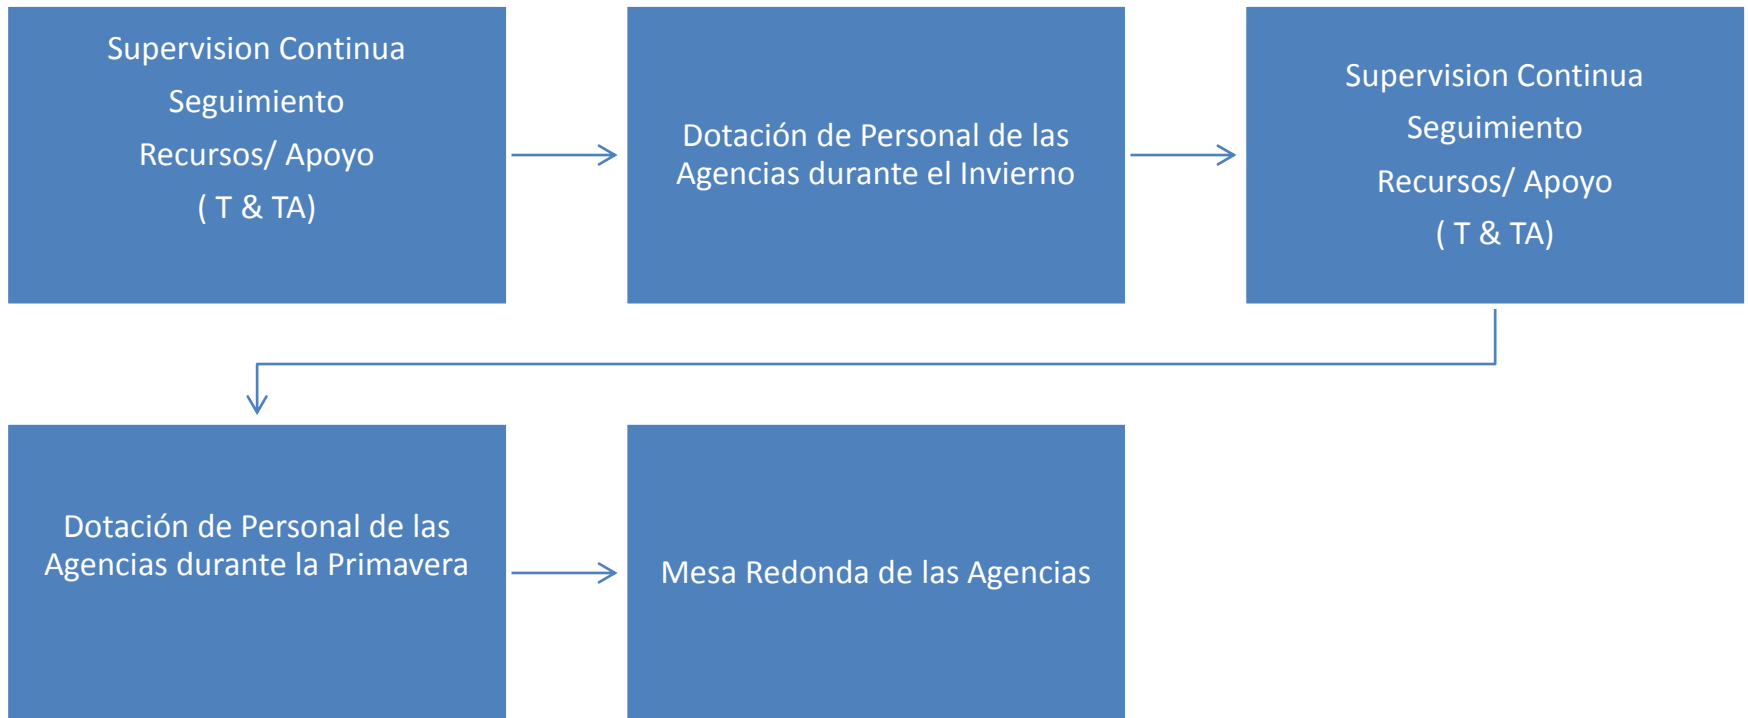 Supervision Continua
Seguimiento
Recursos/ Apoyo
( T & TA)
Dotación de Personal de las
Agencias durante el Invierno
Supervision Continua
Seguimiento
Recursos/ Apoyo
( T & TA)
Dotación de Personal de las
Agencias durante la Primavera
Mesa Redonda de las Agencias